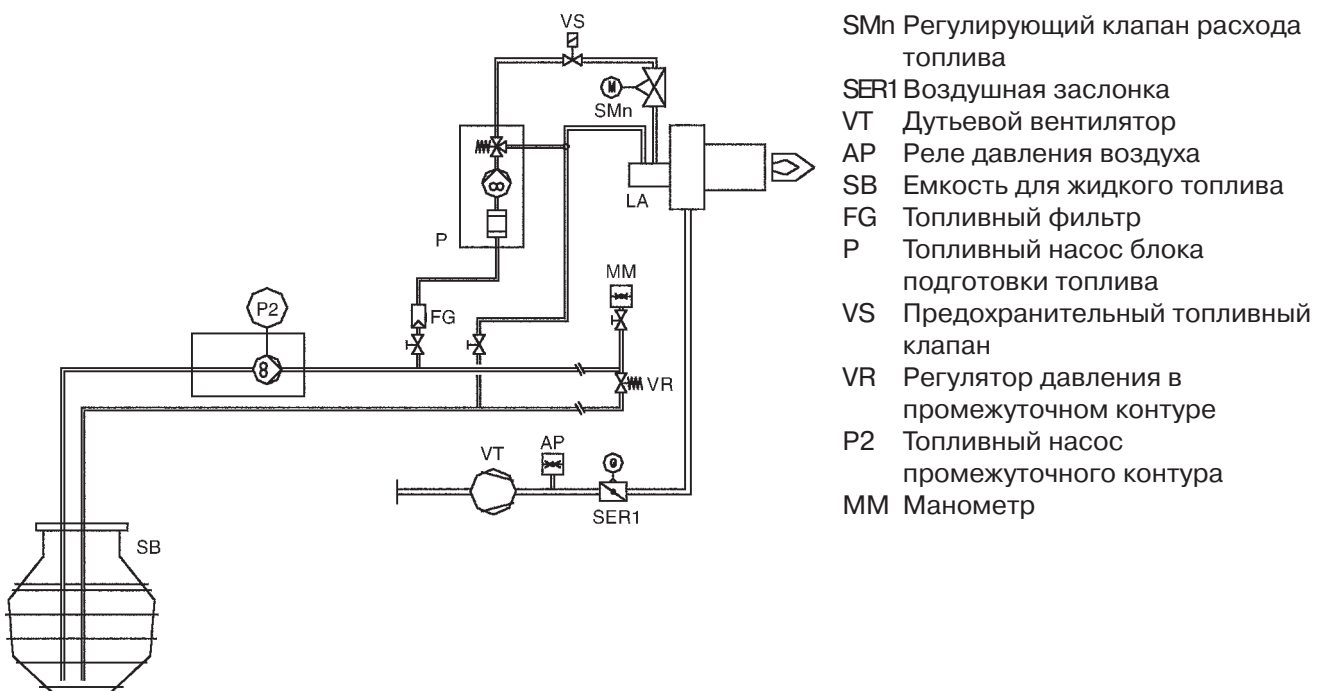 VS
M
SMn
P
LA
MM
P2
FG
8
VR
VT
AP
SER1
SB
SMn Регулирующий клапан расхода
топлива
SER1 Воздушная заслонка
VT Дутьевой вентилятор
AP Реле давления воздуха
SB Емкость для жидкого топлива
FG Топливный фильтр
P Топливный насос блока
подготовки топлива
VS Предохранительный топливный
клапан
VR Регулятор давления в
промежуточном контуре
P2 Топливный насос
промежуточного контура
MM Манометр